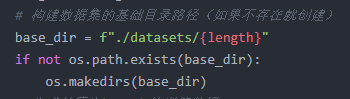 # 构建数据集的基础目录路径（如果不存在就创建）
base_dir = f"./datasets/{length}"
if not os.path.exists(base_dir):
    os.makedirs(base_dir)